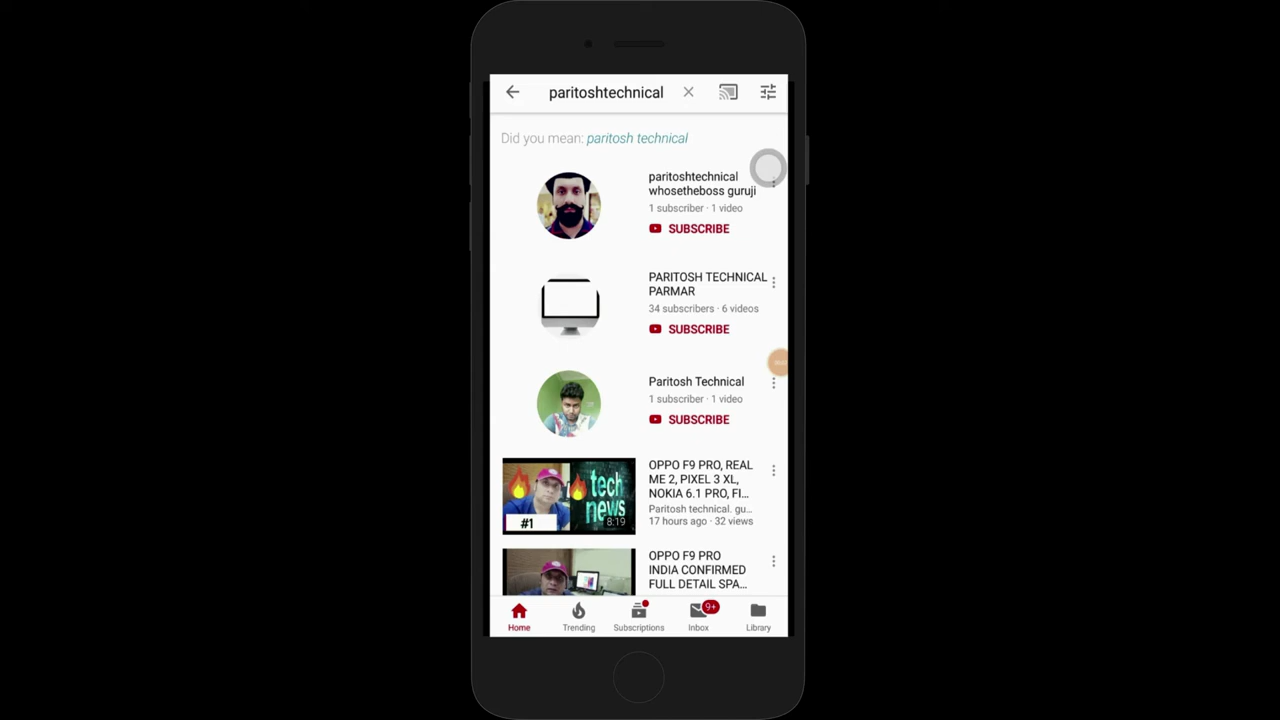 paritoshtechnical
Did you mean: paritosh technical
paritoshtechnical
whosetheboss guruji
1 subscriber · 1 video
SUBSCRIBE
PARITOSH TECHNICAL
PARMAR
34 subscribers · 6 videos
SUBSCRIBE
Paritosh Technical
1 subscriber · 1 video
SUBSCRIBE
tech
news
#1
8:19
OPPO F9 PRO, REAL
ME 2, PIXEL 3 XL,
NOKIA 6.1 PRO, FI...
Paritosh technical. gu...
17 hours ago · 32 views
OPPO F9 PRO
INDIA CONFIRMED
FULL DETAIL SPA...
9+
Home
Trending
Subscriptions
Inbox
Library